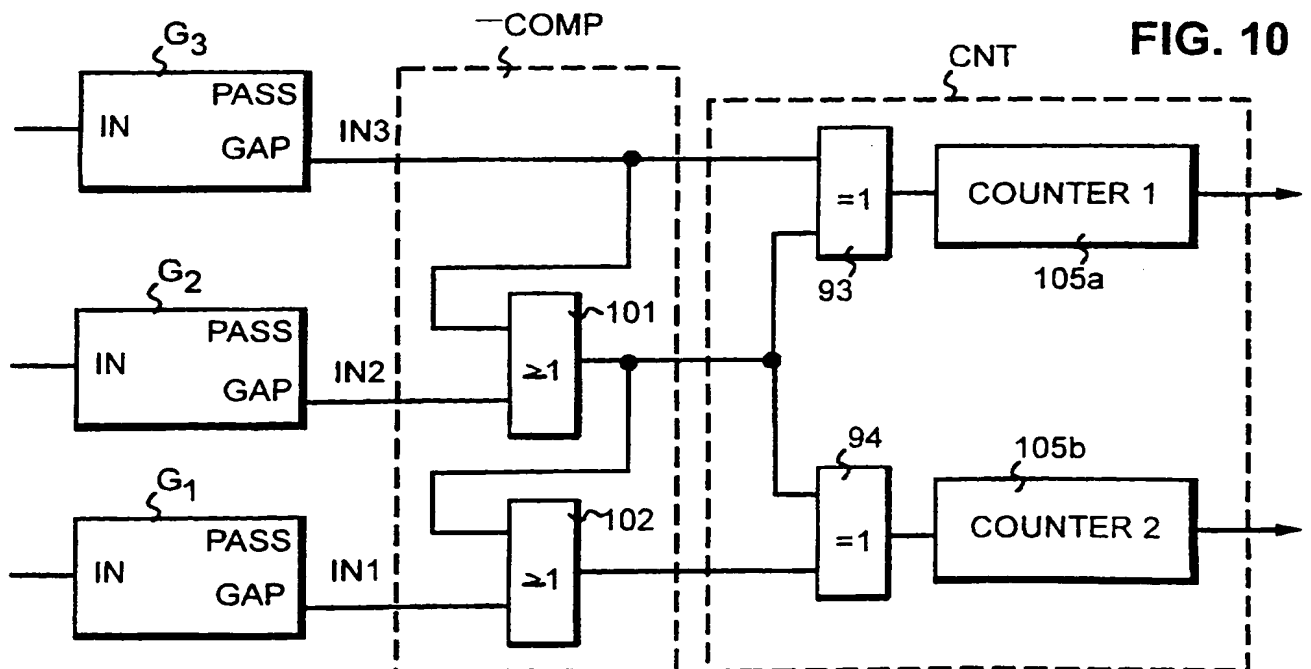 FIG. 10
COMP
CNT
G3
IN
PASS
GAP
IN3
=1
93
COUNTER 1
105a
G2
IN
PASS
GAP
IN2
101
≥1
G1
IN
PASS
GAP
IN1
102
≥1
94
=1
105b
COUNTER 2